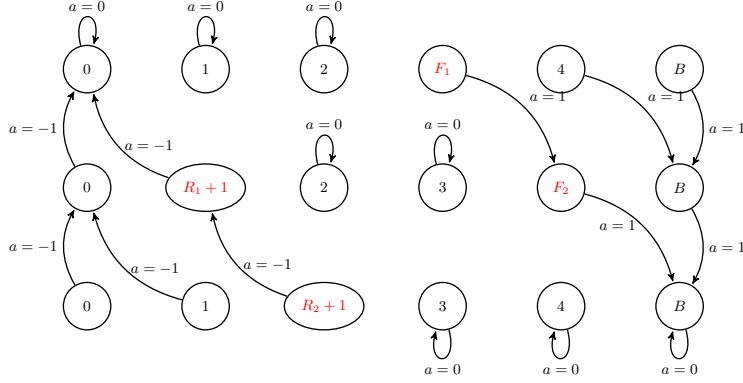 a = 0 a = 0 a = 0
0 1 2 F₁ 4 B
a = 1 a = 1
a = −1 a = 0 a = 0 a = 1
a = −1
0 R₁ + 1 2 3 F₂ B
a = 1
a = −1 a = 1
a = −1 a = −1
0 1 R₂ + 1 3 4 B
a = 0 a = 0 a = 0